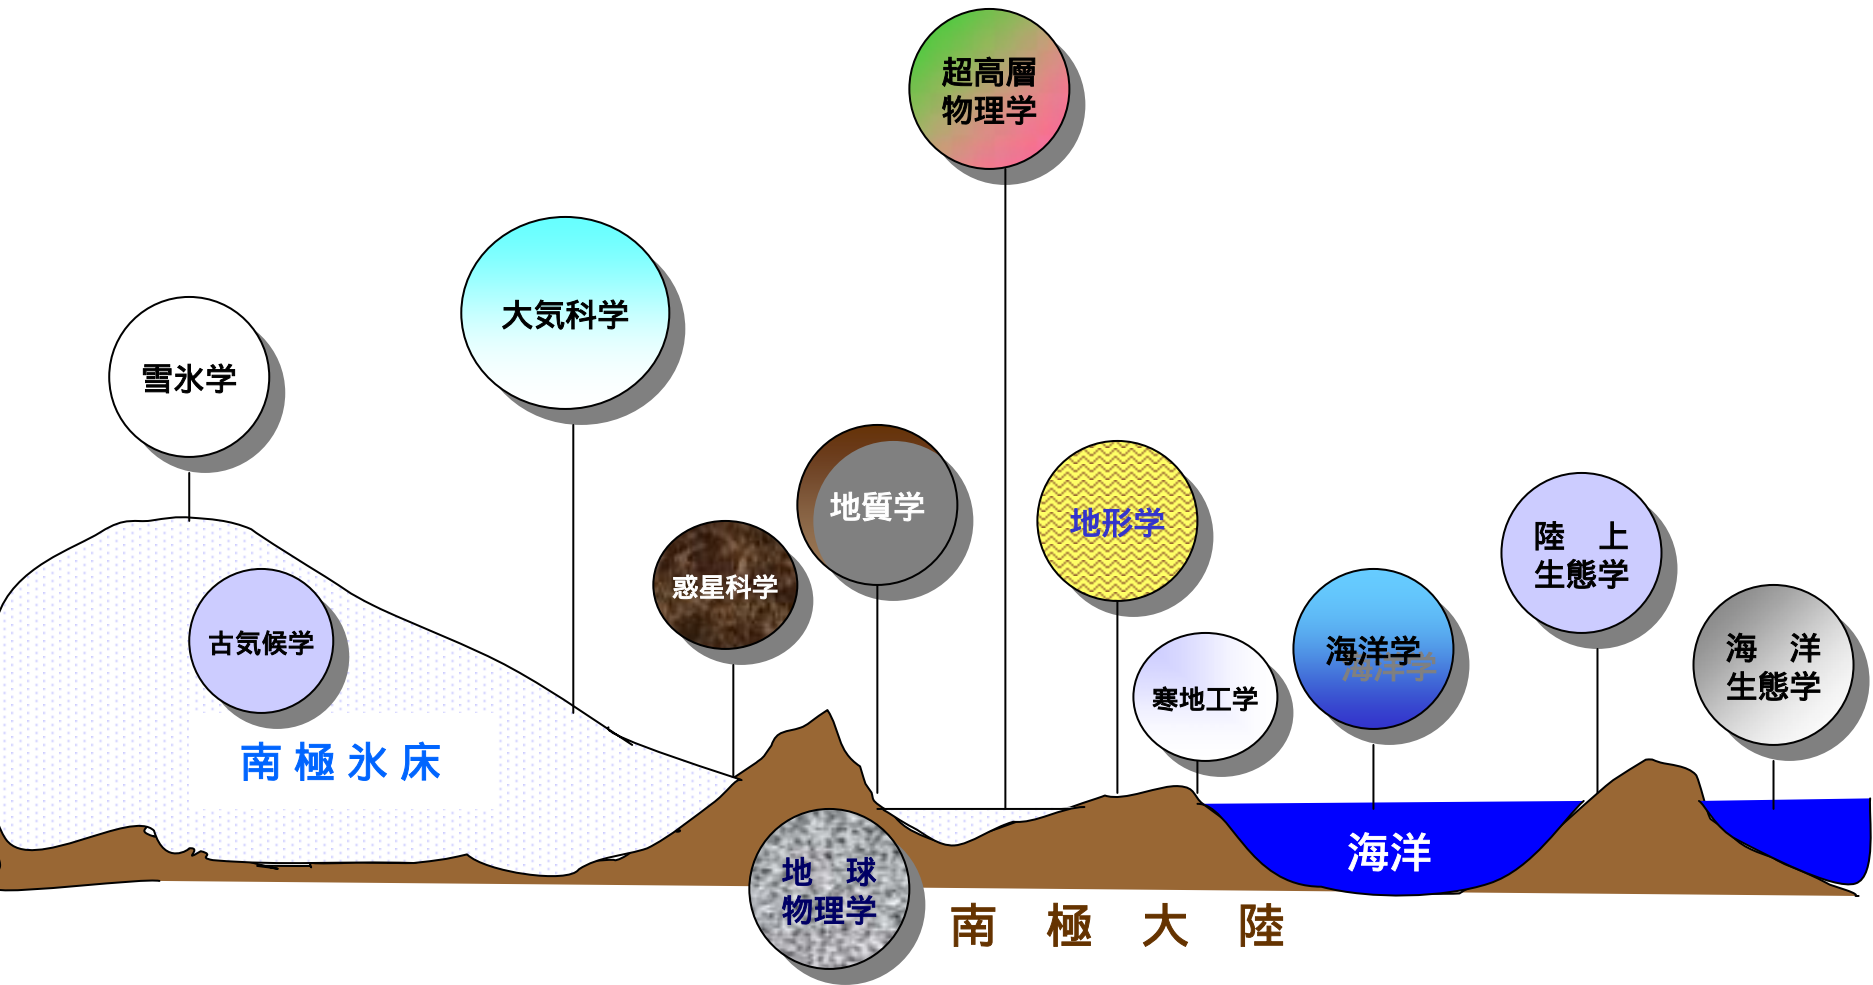 超高層
物理学
大気科学
雪氷学
地質学
地形学
惑星科学
陸　上
生態学
古気候学
海洋学
海　洋
生態学
寒地工学
南極氷床
海洋
地　球
物理学
南　極　大　陸